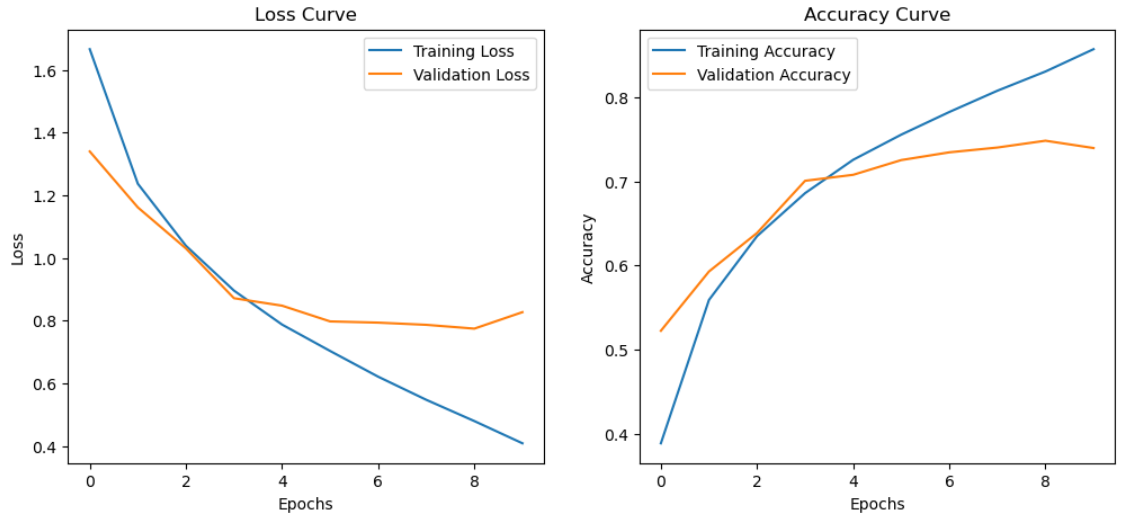 Loss Curve
Training Loss
Validation Loss
1.6
1.4
1.2
1.0
0.8
0.6
0.4
Loss
0 2 4 6 8
Epochs
Accuracy Curve
Training Accuracy
Validation Accuracy
0.8
0.7
0.6
0.5
0.4
Accuracy
0 2 4 6 8
Epochs